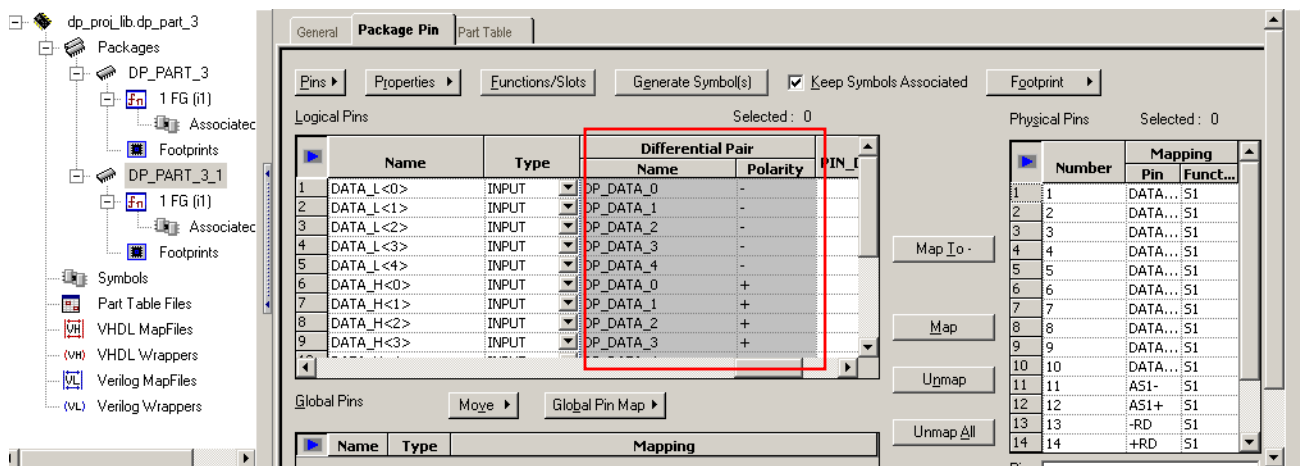 dp_proj_lib.dp_part_3
Packages
DP_PART_3
1 FG (i1)
Associatec
Footprints
DP_PART_3_1
1 FG (i1)
Associatec
Footprints
Symbols
Part Table Files
VHDL MapFiles
VHDL Wrappers
Verilog MapFiles
Verilog Wrappers
General Package Pin Part Table
Pins Properties Functions/Slots Generate Symbol(s) Keep Symbols Associated Footprint
Logical Pins Selected : 0
Name Type Differential Pair
Name Polarity
1 DATA_L<0> INPUT DP_DATA_0 -
2 DATA_L<1> INPUT DP_DATA_1 -
3 DATA_L<2> INPUT DP_DATA_2 -
4 DATA_L<3> INPUT DP_DATA_3 -
5 DATA_L<4> INPUT DP_DATA_4 -
6 DATA_H<0> INPUT DP_DATA_0 +
7 DATA_H<1> INPUT DP_DATA_1 +
8 DATA_H<2> INPUT DP_DATA_2 +
9 DATA_H<3> INPUT DP_DATA_3 +
Global Pins Move Global Pin Map
Name Type Mapping
Map To -
Map
Unmap
Unmap All
Physical Pins Selected : 0
Number Mapping
Pin Funct...
1 1 DATA... S1
2 2 DATA... S1
3 3 DATA... S1
4 4 DATA... S1
5 5 DATA... S1
6 6 DATA... S1
7 7 DATA... S1
8 8 DATA... S1
9 9 DATA... S1
10 10 DATA... S1
11 11 AS1- S1
12 12 AS1+ S1
13 13 -RD S1
14 14 +RD S1